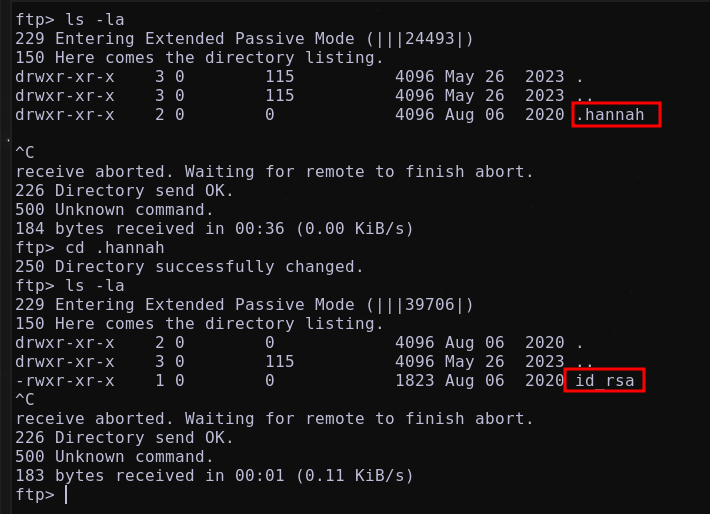 ftp> ls -la
229 Entering Extended Passive Mode (|||24493|)
150 Here comes the directory listing.
drwxr-xr-x    3 0        115          4096 May 26  2023 .
drwxr-xr-x    3 0        115          4096 May 26  2023 ..
drwxr-xr-x    2 0        0            4096 Aug 06  2020 .hannah
^C
receive aborted. Waiting for remote to finish abort.
226 Directory send OK.
500 Unknown command.
184 bytes received in 00:36 (0.00 KiB/s)
ftp> cd .hannah
250 Directory successfully changed.
ftp> ls -la
229 Entering Extended Passive Mode (|||39706|)
150 Here comes the directory listing.
drwxr-xr-x    2 0        0            4096 Aug 06  2020 .
drwxr-xr-x    3 0        115          4096 May 26  2023 ..
-rwxr-xr-x    1 0        0            1823 Aug 06  2020 id_rsa
^C
receive aborted. Waiting for remote to finish abort.
226 Directory send OK.
500 Unknown command.
183 bytes received in 00:01 (0.11 KiB/s)
ftp>